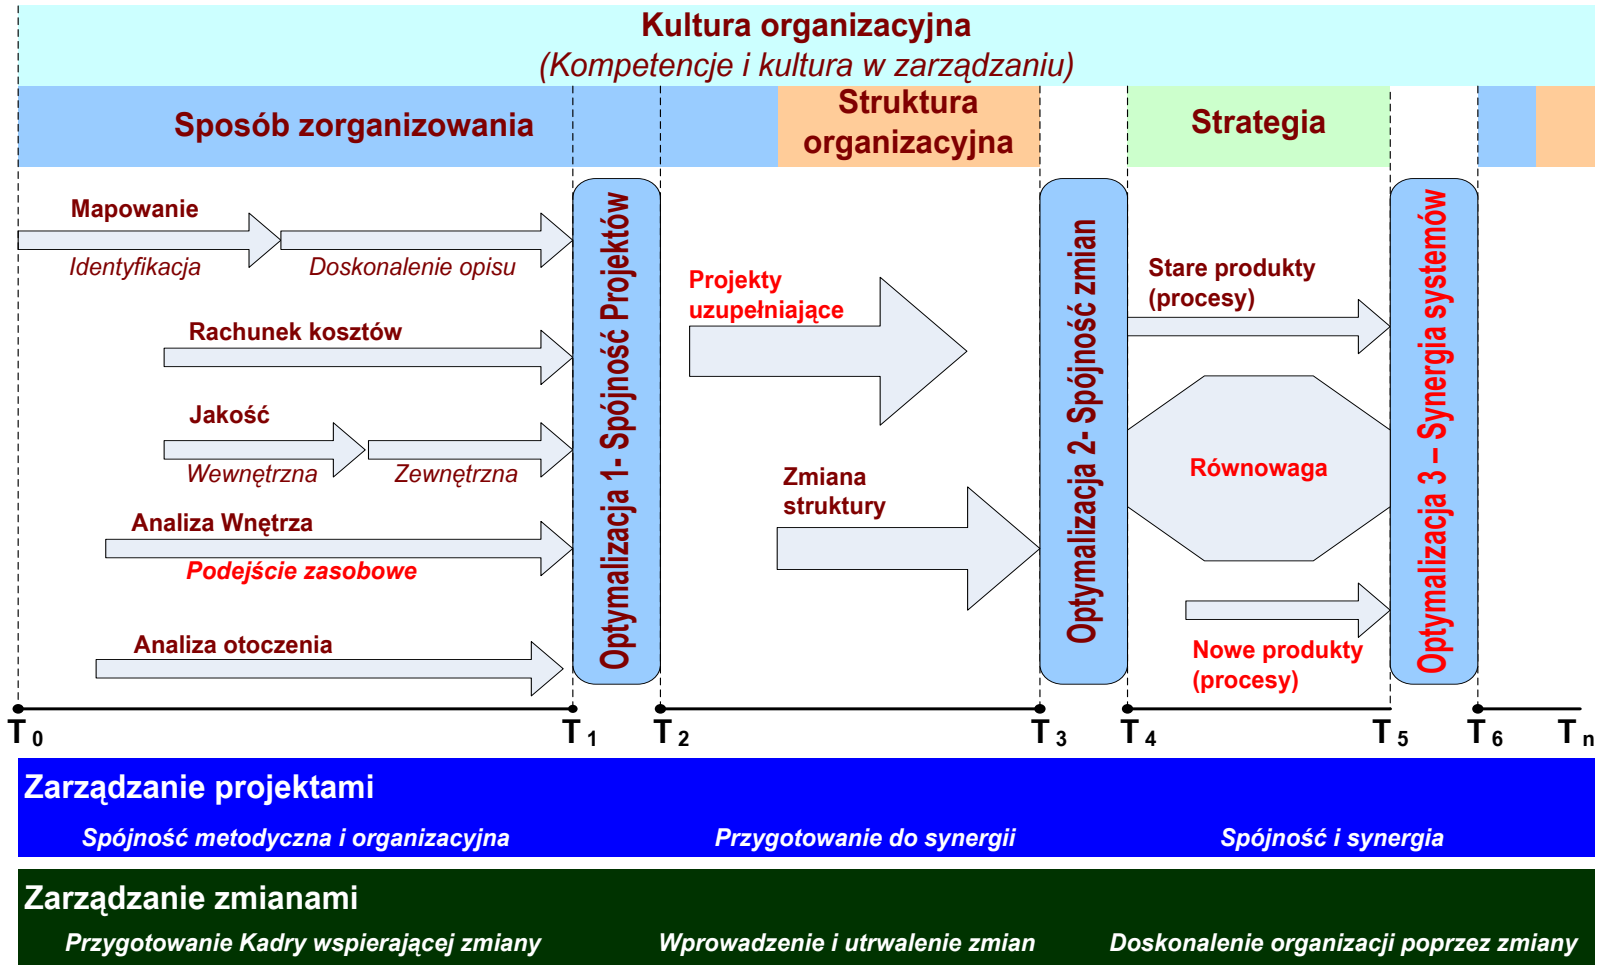 Kultura organizacyjna
(Kompetencje i kultura w zarządzaniu)
Sposób zorganizowania
Struktura
organizacyjna
Strategia
Mapowanie
Identyfikacja
Doskonalenie opisu
Rachunek kosztów
Jakość
Wewnętrzna
Zewnętrzna
Analiza Wnętrza
Podejście zasobowe
Analiza otoczenia
Optymalizacja 1- Spójność Projektów
Projekty
uzupełniające
Zmiana
struktury
Optymalizacja 2- Spójność zmian
Stare produkty
(procesy)
Równowaga
Nowe produkty
(procesy)
Optymalizacja 3 – Synergia systemów
T 0
T 1
T 2
T 3
T 4
T 5
T 6
T n
Zarządzanie projektami
Spójność metodyczna i organizacyjna
Przygotowanie do synergii
Spójność i synergia
Zarządzanie zmianami
Przygotowanie Kadry wspierającej zmiany
Wprowadzenie i utrwalenie zmian
Doskonalenie organizacji poprzez zmiany